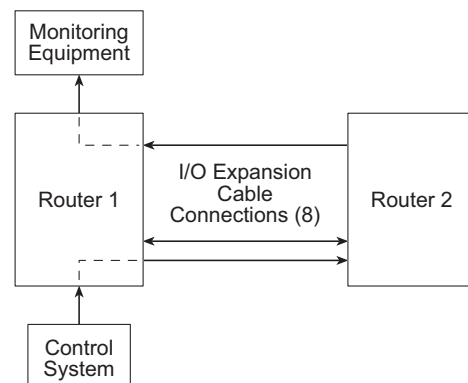 Monitoring
Equipment
Router 1
I/O Expansion
Cable
Connections (8)
Router 2
Control
System